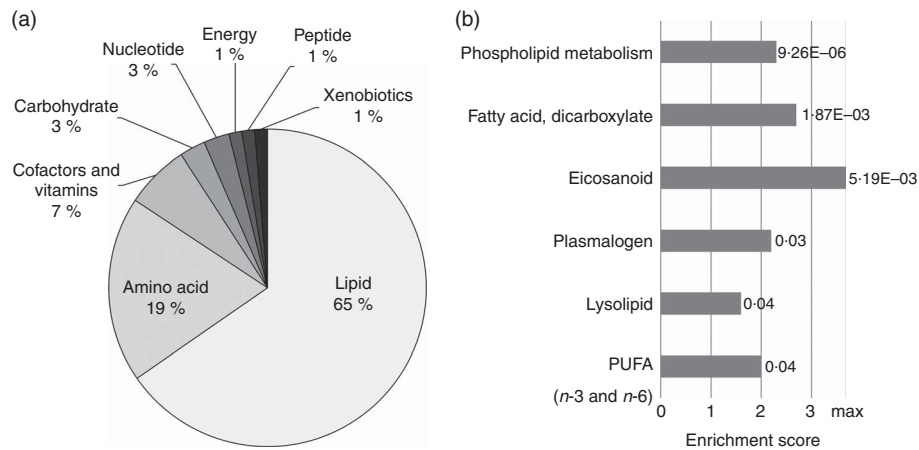 (a)
Nucleotide
3 %
Energy
1 %
Peptide
1 %
Carbohydrate
3 %
Xenobiotics
1 %
Cofactors and
vitamins
7 %
Amino acid
19 %
Lipid
65 %
(b)
Phospholipid metabolism 9·26E–06
Fatty acid, dicarboxylate 1·87E–03
Eicosanoid 5·19E–03
Plasmalogen 0·03
Lysolipid 0·04
PUFA 0·04
(n-3 and n-6)
0 1 2 3 max
Enrichment score